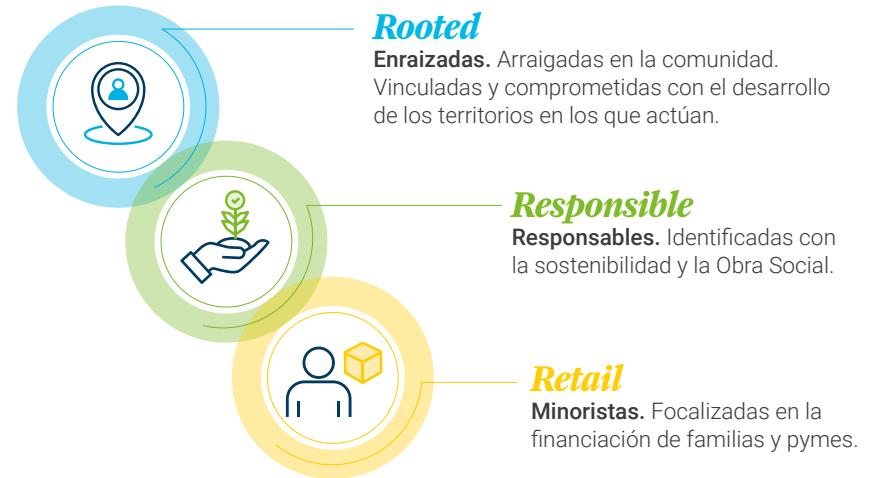 Rooted
Enraizadas. Arraigadas en la comunidad.
Vinculadas y comprometidas con el desarrollo
de los territorios en los que actúan.
Responsible
Responsables. Identificadas con
la sostenibilidad y la Obra Social.
Retail
Minoristas. Focalizadas en la
financiación de familias y pymes.